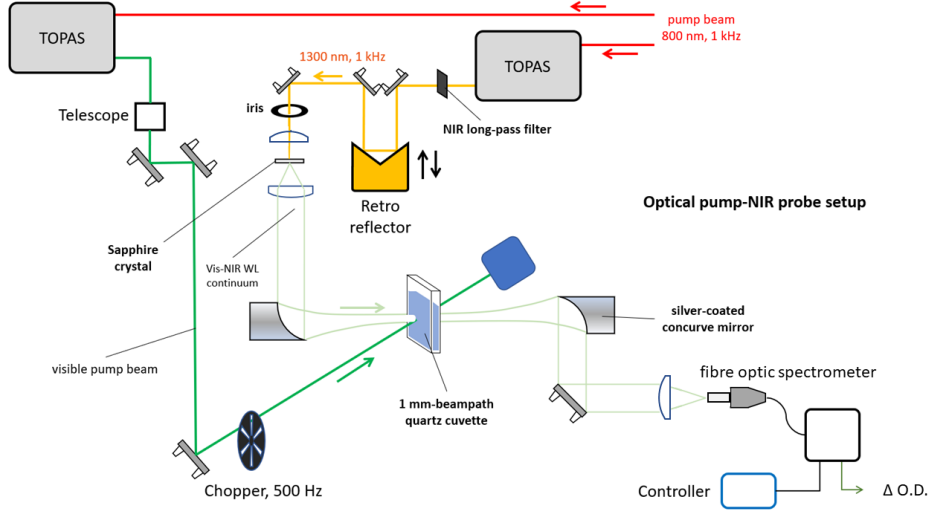 TOPAS
pump beam
800 nm, 1 kHz
1300 nm, 1 kHz
TOPAS
iris
Telescope
NIR long-pass filter
Retro
reflector
Optical pump-NIR probe setup
Sapphire
crystal
Vis-NIR WL
continuum
silver-coated
concurve mirror
visible pump beam
fibre optic spectrometer
1 mm-beampath
quartz cuvette
Chopper, 500 Hz
Controller
Δ O.D.